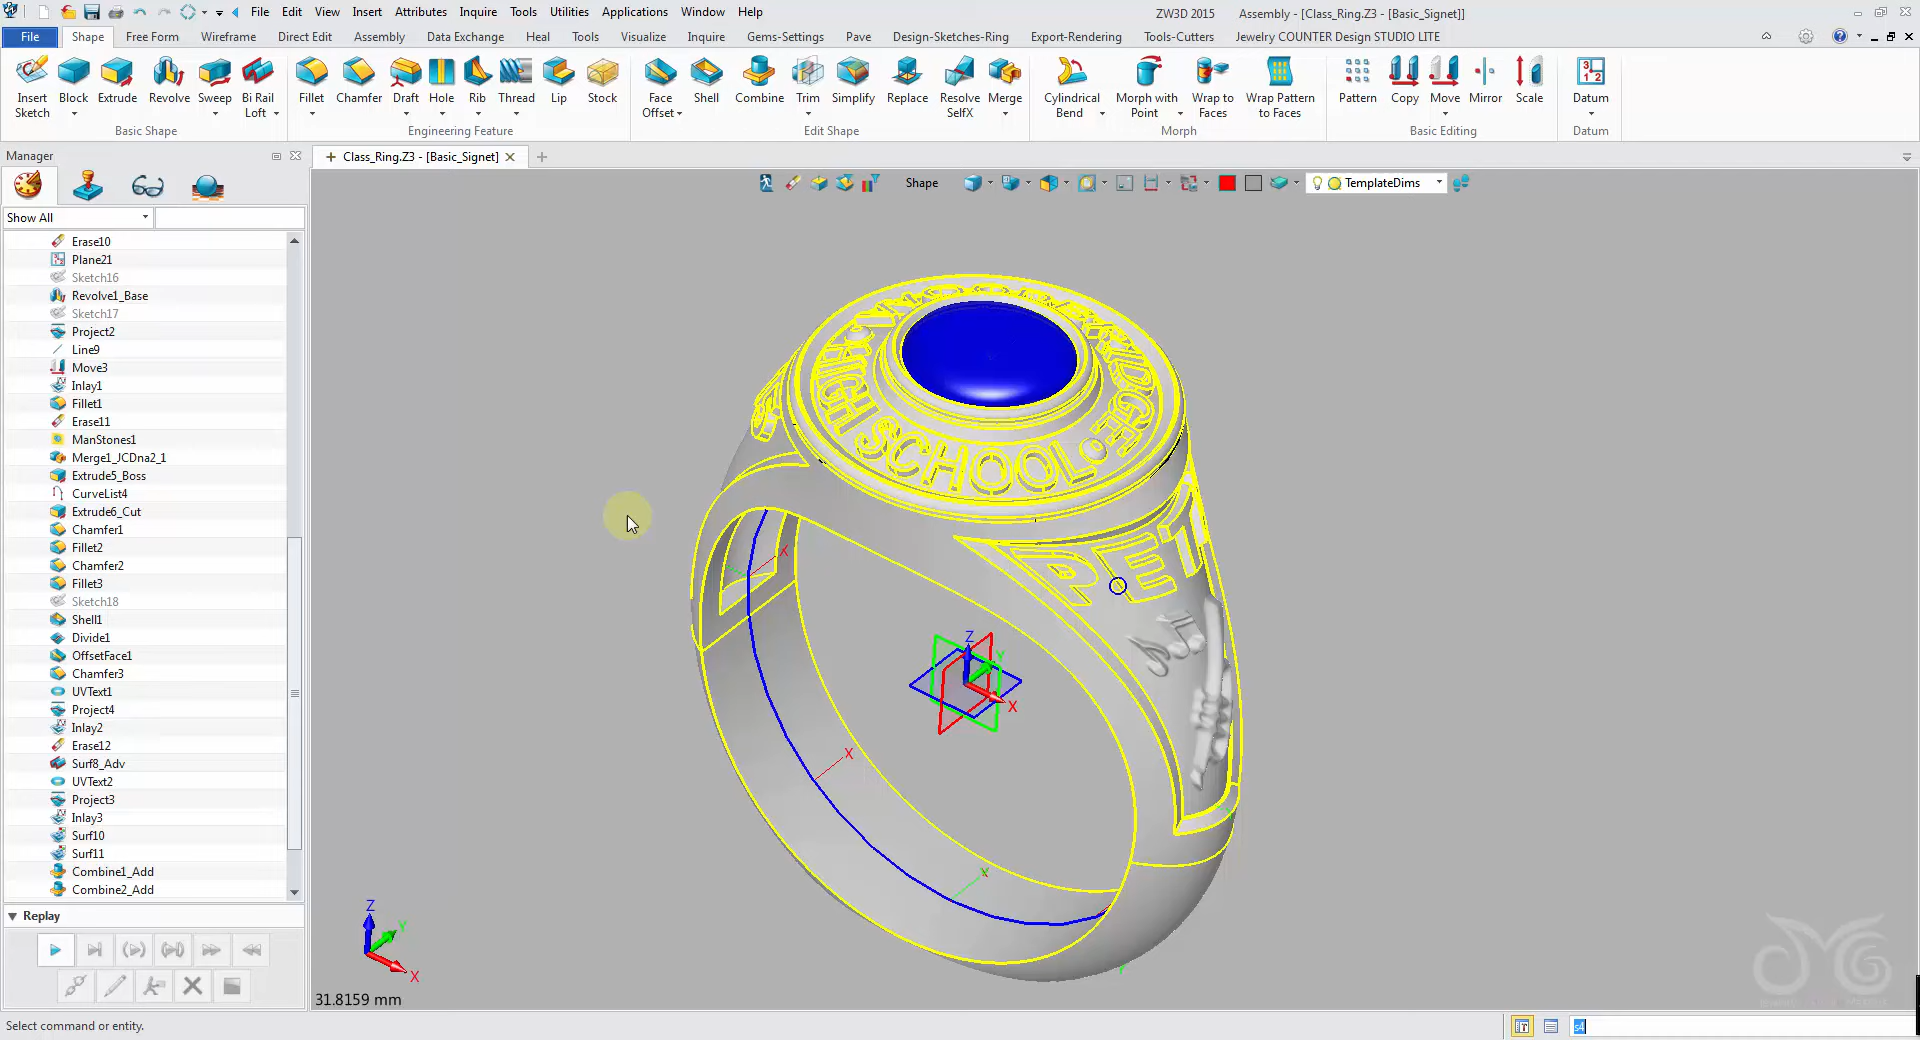 File Edit View Insert Attributes Inquire Tools Utilities Applications Window Help
ZW3D 2015 Assembly - [Class_Ring.Z3 - [Basic_Signet]]
File Shape Free Form Wireframe Direct Edit Assembly Data Exchange Heal Tools Visualize Inquire Gems-Settings Pave Design-Sketches-Ring Export-Rendering Tools-Cutters Jewelry COUNTER Design STUDIO LITE
Insert Sketch Block Extrude Revolve Sweep Bi Rail Loft Fillet Chamfer Draft Hole Rib Thread Lip Stock Face Offset Shell Combine Trim Simplify Replace Resolve SelfX Merge Cylindrical Bend Morph with Point Wrap to Faces Wrap Pattern to Faces Pattern Copy Move Mirror Scale Datum
Basic Shape Engineering Feature Edit Shape Morph Basic Editing Datum
Manager
Class_Ring.Z3 - [Basic_Signet]
Shape
TemplateDims
Show All
Erase10
Plane21
Sketch16
Revolve1_Base
Sketch17
Project2
Line9
Move3
Inlay1
Fillet1
Erase11
ManStones1
Merge1_JCDna2_1
Extrude5_Boss
CurveList4
Extrude6_Cut
Chamfer1
Fillet2
Chamfer2
Fillet3
Sketch18
Shell1
Divide1
OffsetFace1
Chamfer3
UVText1
Project4
Inlay2
Erase12
Surf8_Adv
UVText2
Project3
Inlay3
Surf10
Surf11
Combine1_Add
Combine2_Add
Replay
HIGH SCHOOL
X
X
X
Z
Y
X
Y
Z
Y
X
31.8159 mm
Select command or entity.